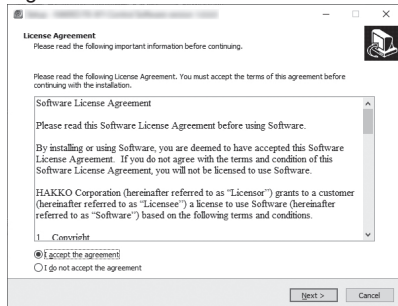 License Agreement
Please read the following important information before continuing.
Please read the following License Agreement. You must accept the terms of this agreement before
continuing with the installation.
Software License Agreement
Please read this Software License Agreement before using Software.
By installing or using Software, you are deemed to have accepted this Software
License Agreement.  If you do not agree with the terms and condition of this
Software License Agreement, you will not be licensed to use Software.
HAKKO Corporation (hereinafter referred to as “Licensor”) grants to a customer
(hereinafter referred to as “Licensee”) a license to use Software (hereinafter
referred to as “Software”) based on the following terms and conditions.
1   Copyright
I accept the agreement
I do not accept the agreement
Next >
Cancel